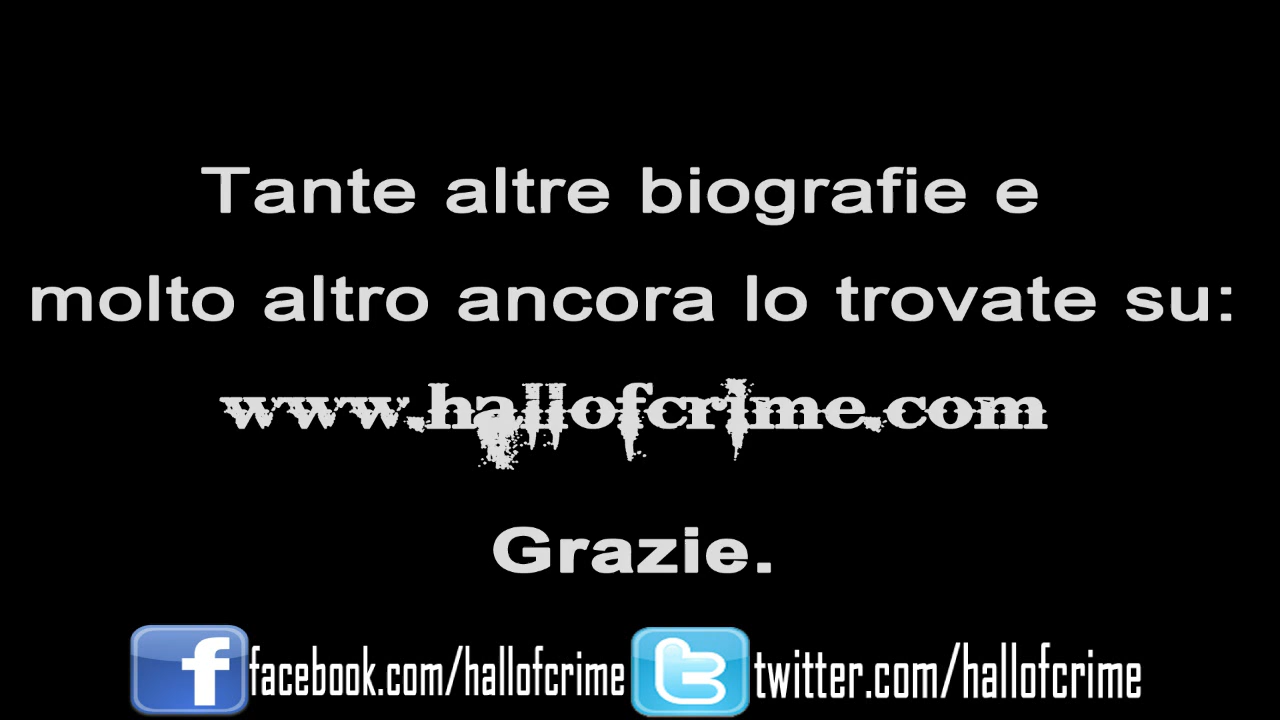 Tante altre biografie e
molto altro ancora lo trovate su:
www.hallofcrime.com
Grazie.
facebook.com/hallofcrime twitter.com/hallofcrime